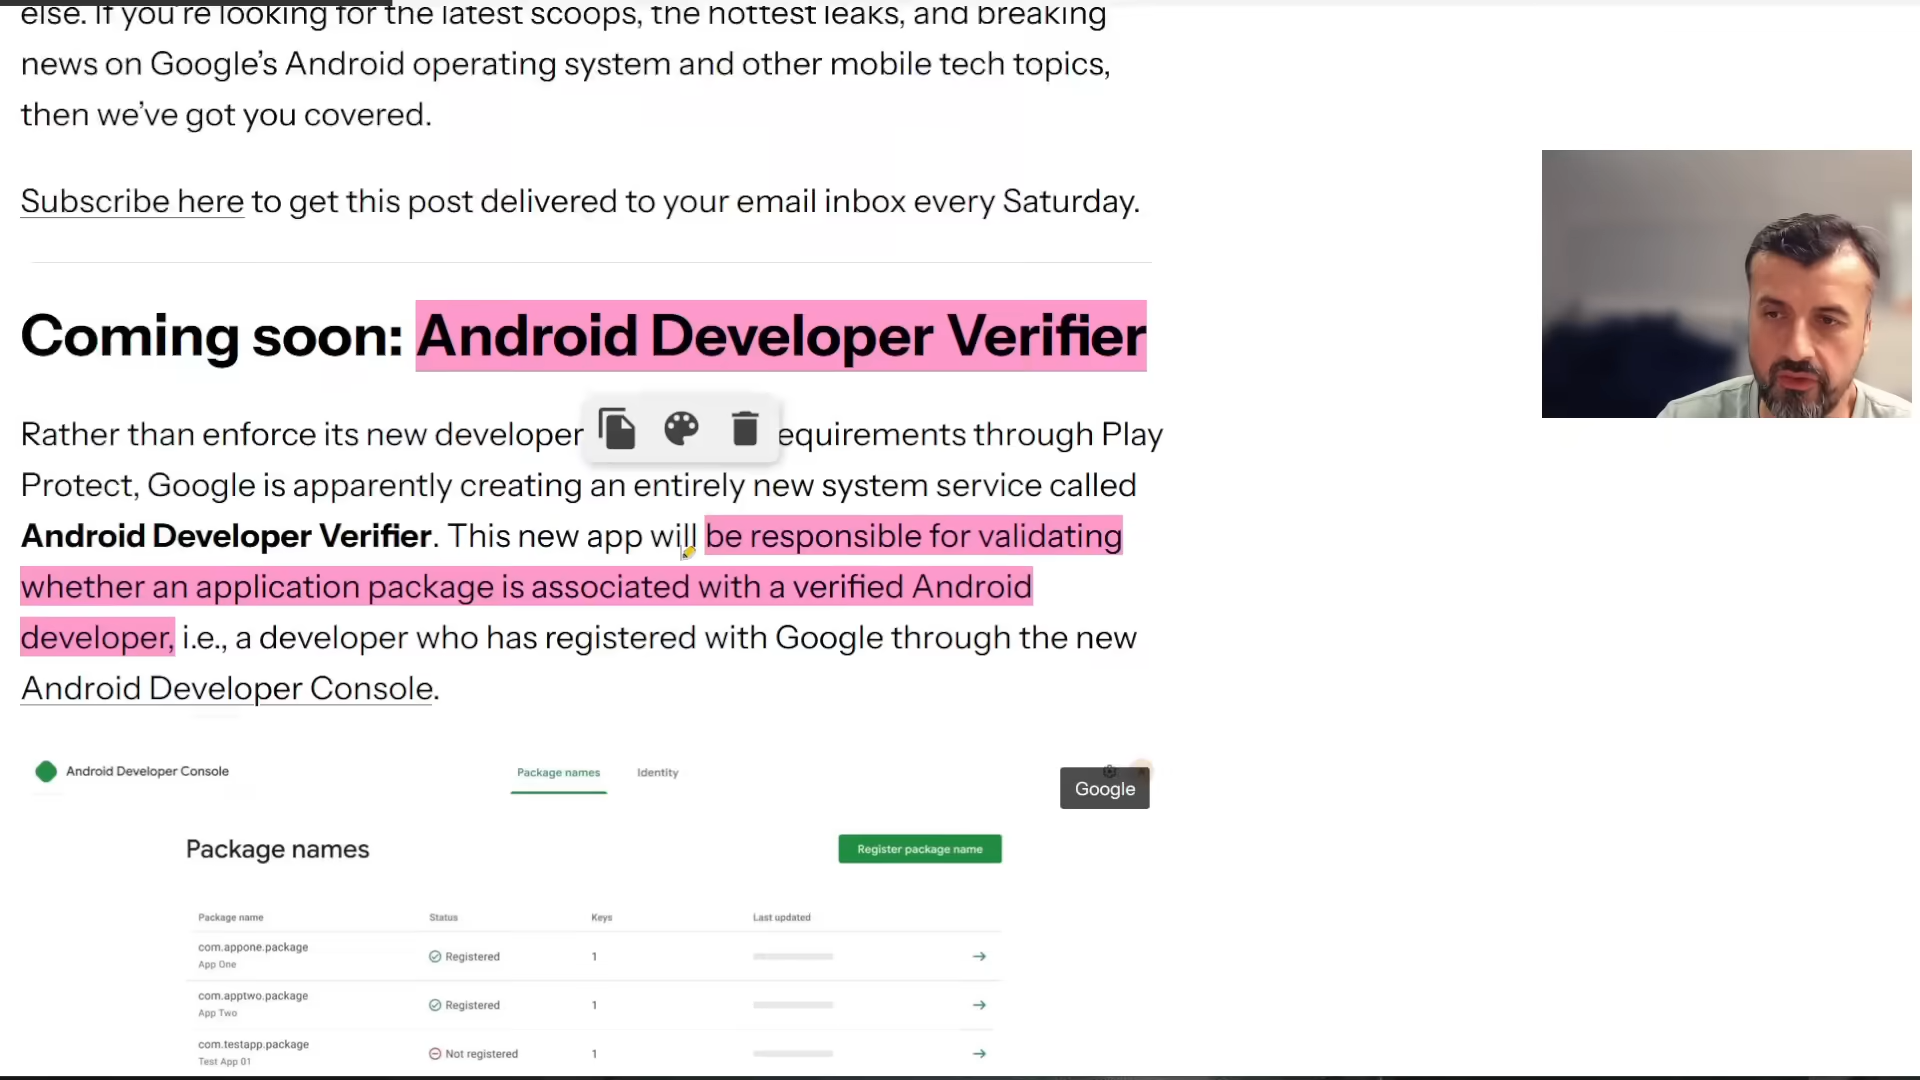 else. If you're looking for the latest scoops, the hottest leaks, and breaking
news on Google's Android operating system and other mobile tech topics,
then we've got you covered.
Subscribe here to get this post delivered to your email inbox every Saturday.
Coming soon: Android Developer Verifier
Rather than enforce its new developer equirements through Play
Protect, Google is apparently creating an entirely new system service called
Android Developer Verifier. This new app will be responsible for validating
whether an application package is associated with a verified Android
developer, i.e., a developer who has registered with Google through the new
Android Developer Console.
Android Developer Console Package names Identity
Google
Package names Register package name
Package name Status Keys Last updated
com.appone.package
App One
Registered 1
com.apptwo.package
App Two
Registered 1
com.testapp.package
Test App 01
Not registered 1